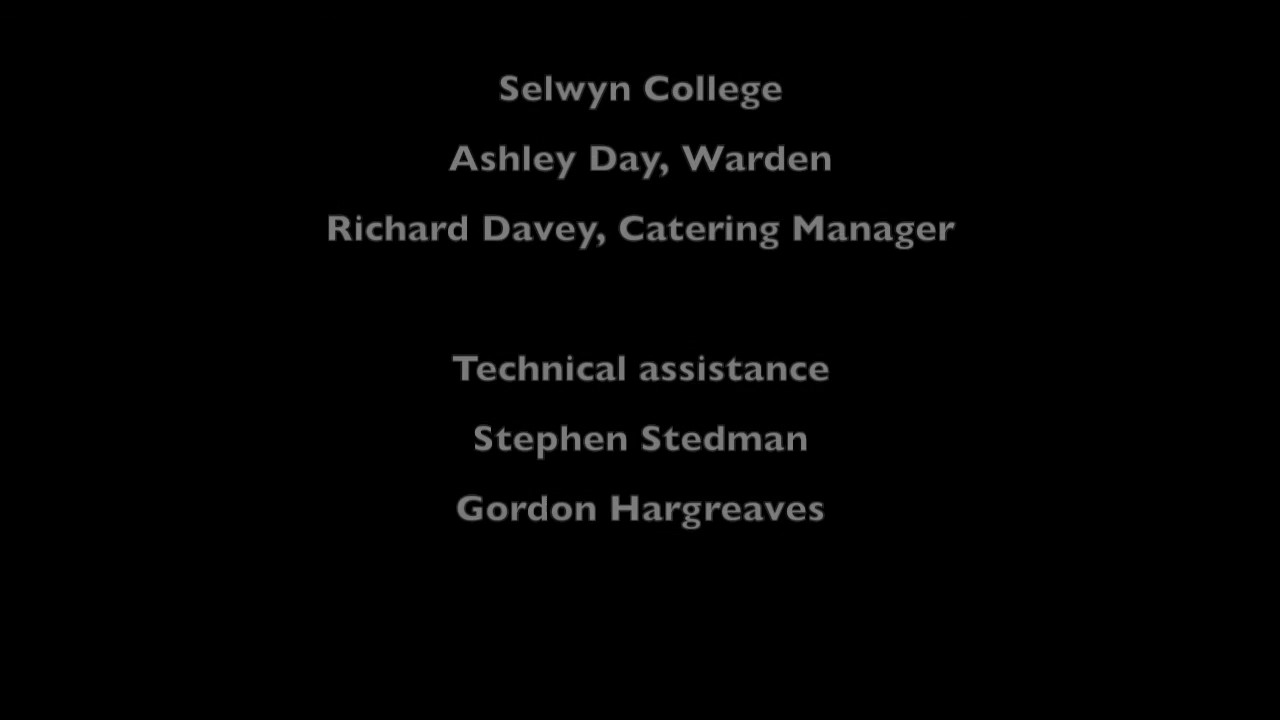 Selwyn College
Ashley Day, Warden
Richard Davey, Catering Manager
Technical assistance
Stephen Stedman
Gordon Hargreaves